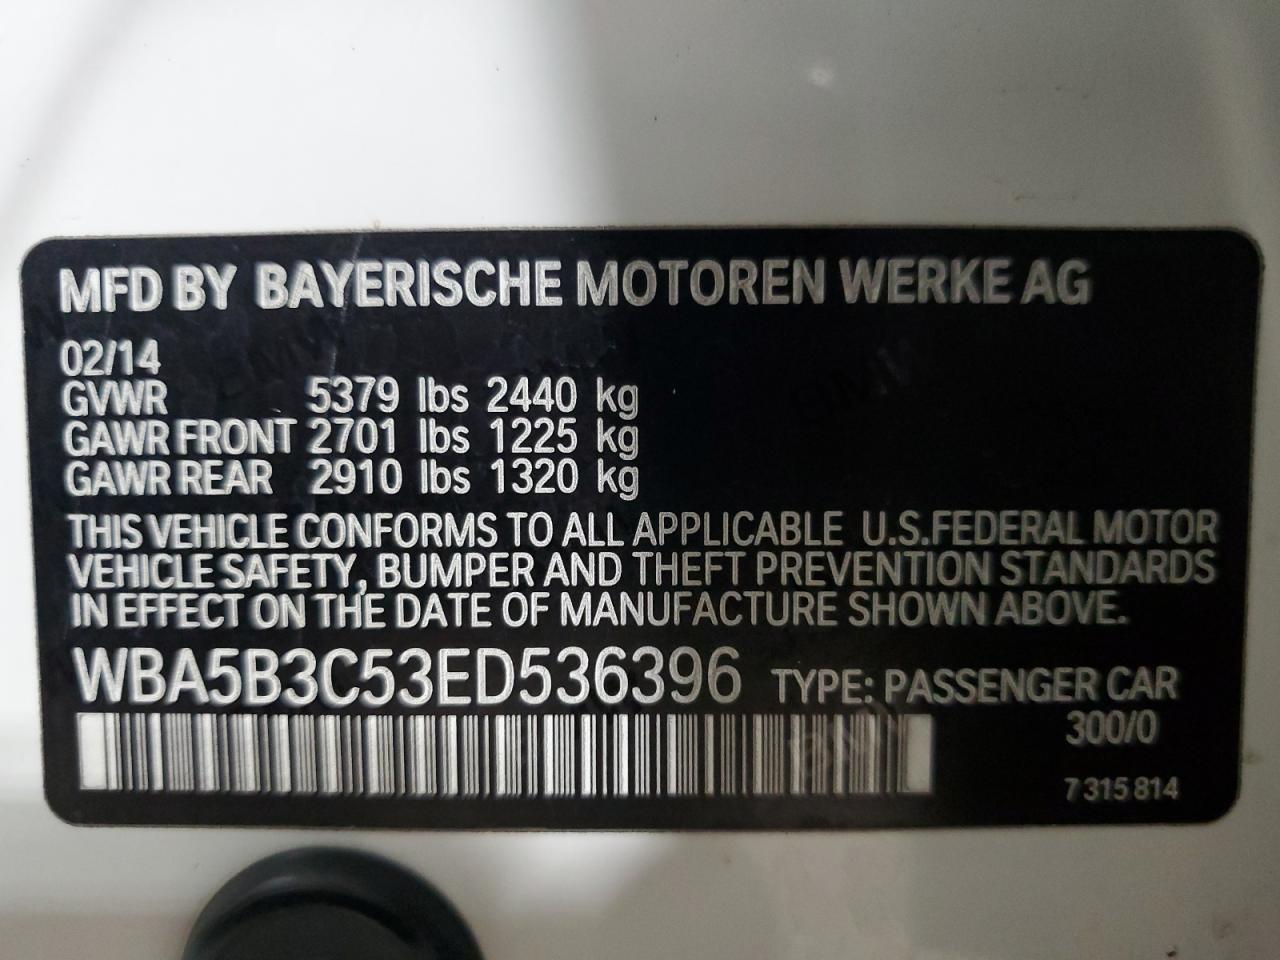 MFD BY BAYERISCHE MOTOREN WERKE AG
02/14
GVWR 5379 lbs 2440 kg
GAWR FRONT 2701 lbs 1225 kg
GAWR REAR 2910 lbs 1320 kg
THIS VEHICLE CONFORMS TO ALL APPLICABLE U.S.FEDERAL MOTOR
VEHICLE SAFETY, BUMPER AND THEFT PREVENTION STANDARDS
IN EFFECT ON THE DATE OF MANUFACTURE SHOWN ABOVE.
WBA5B3C53ED536396 TYPE: PASSENGER CAR
300/0
7 315 814